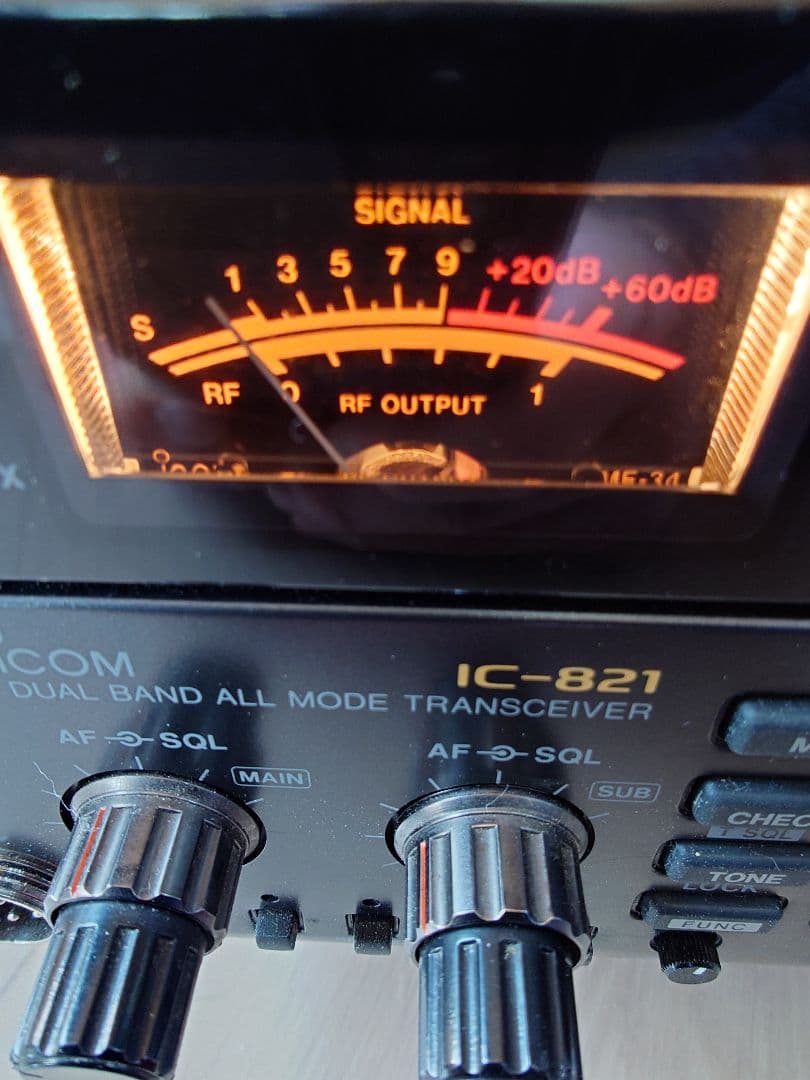 SIGNAL
1 3 5 7 9 +20dB +60dB
S
RF 0 RF OUTPUT 1
X
ICOM IC-821
DUAL BAND ALL MODE TRANSCEIVER
AF SQL
MAIN
AF SQL
SUB
M
CHEC
T SQL
TONE
LOCK
FUNC